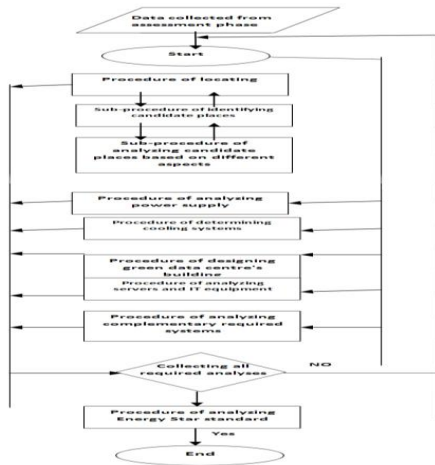 Data collected from
assessment phase
Start
Procedure of locating
Sub-procedure of identifying
candidate places
Sub-procedure of
analyzing candidate
places based on different
aspects
Procedure of analyzing
power supply
Procedure of determining
cooling systems
Procedure of designing
green data centre's
building
Procedure of analyzing
servers and IT equipment
Procedure of analyzing
complementary required
systems
Collecting all
required analyses
NO
Procedure of analyzing
Energy Star standard
Yes
End